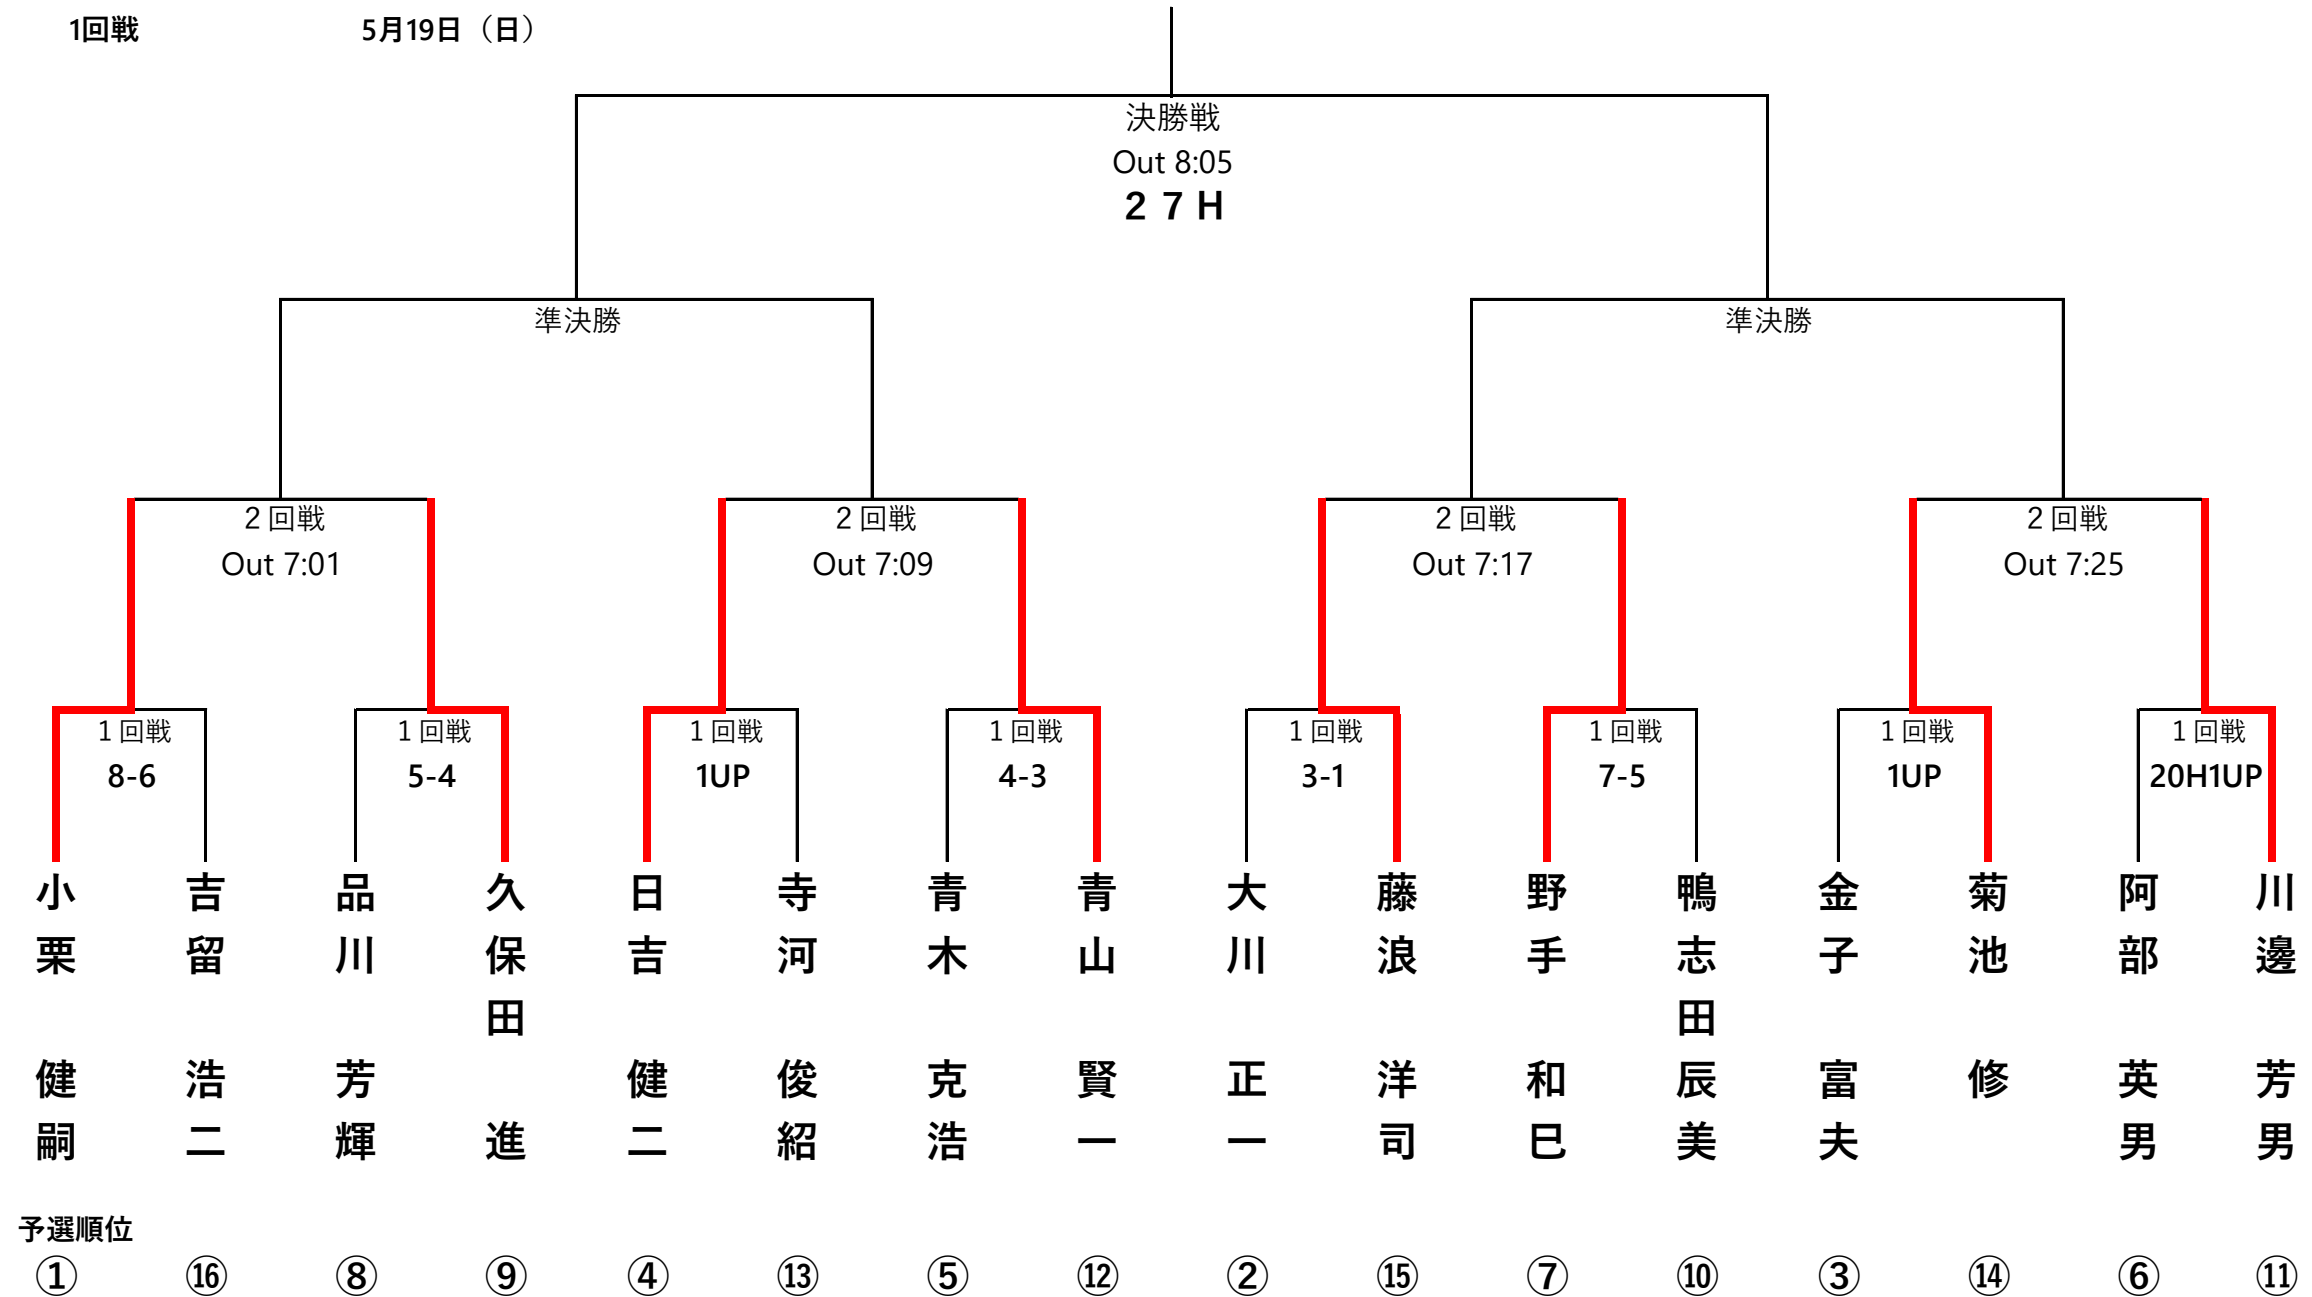 1回戦 5月19日（日）
決勝戦
Out 8:05
２７Ｈ
準決勝 準決勝
２回戦 ２回戦 ２回戦 ２回戦
Out 7:01 Out 7:09 Out 7:17 Out 7:25
１回戦 １回戦 １回戦 １回戦 １回戦 １回戦 １回戦 １回戦
8-6 5-4 1UP 4-3 3-1 7-5 1UP 20H1UP
小栗 健嗣
吉留 浩二
品川 芳輝
久保田 進
日吉 健二
寺河 俊紹
青木 克浩
青山 賢一
大川 正一
藤浪 洋司
野手 和巳
鴨志田辰美
金子 富夫
菊池 修
阿部 英男
川邊 芳男
予選順位
① ⑯ ⑧ ⑨ ④ ⑬ ⑤ ⑫ ② ⑮ ⑦ ⑩ ③ ⑭ ⑥ ⑪